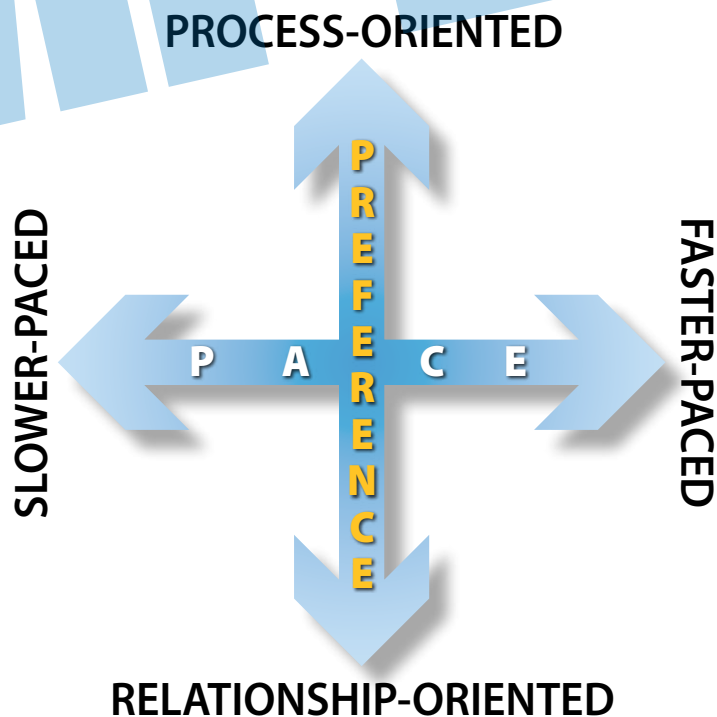 PROCESS-ORIENTED
PREFERENCE
SLOWER-PACED
PACE
FASTER-PACED
RELATIONSHIP-ORIENTED